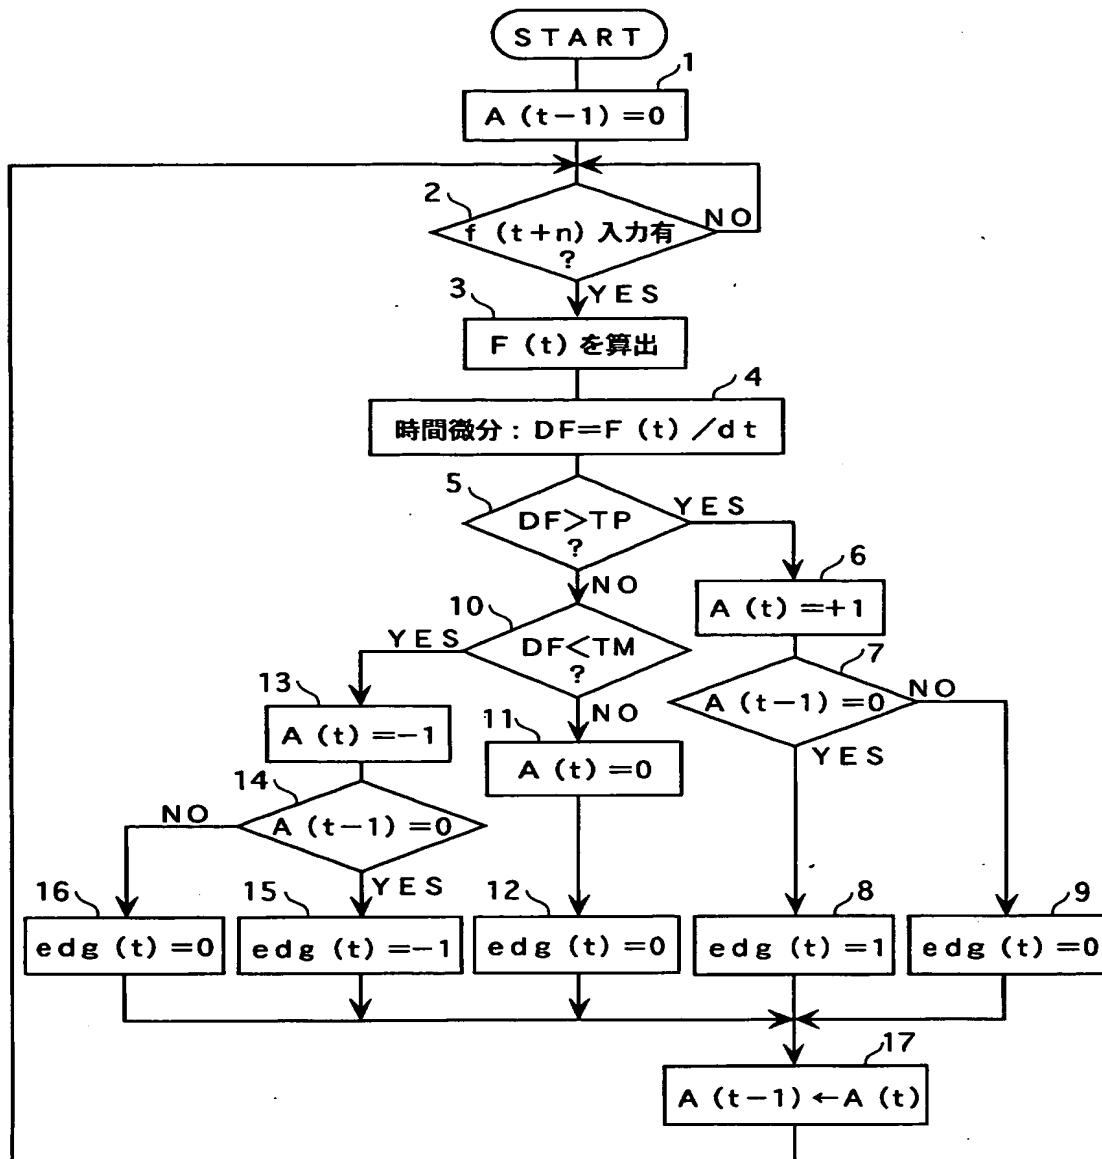 START
1
A (t-1) =0
2
f (t+n) 入力有
?
NO
YES
3
F (t) を算出
4
時間微分: DF=F (t) /dt
5
DF>TP
?
YES
NO
6
A (t) =+1
10
DF<TM
?
YES
NO
7
A (t-1) =0
NO
YES
13
A (t) =-1
11
A (t) =0
14
A (t-1) =0
NO
YES
16
edg (t) =0
15
edg (t) =-1
12
edg (t) =0
8
edg (t) =1
9
edg (t) =0
17
A (t-1) ←A (t)